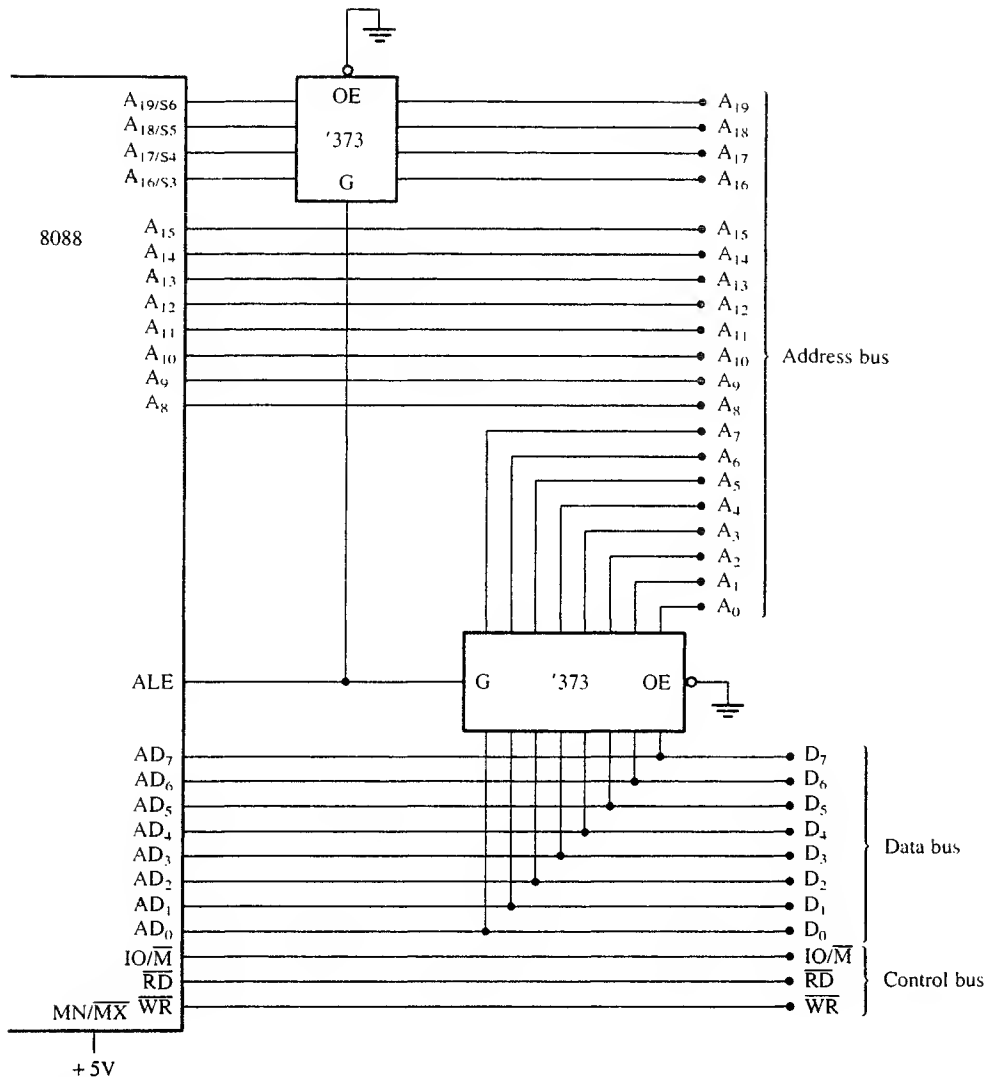 OE
A19/S6
A19
A18/S5
'373
A18
A17/S4
A17
A16/S3
G
A16
8088
A15
A15
A14
A14
A13
A13
A12
A12
A11
A11
A10
A10
Address bus
A9
A9
A8
A8
A7
A6
A5
A4
A3
A2
A1
A0
ALE
G
'373
OE
AD7
D7
AD6
D6
AD5
D5
AD4
D4
Data bus
AD3
D3
AD2
D2
AD1
D1
AD0
D0
IO/M̅
IO/M̅
R̅D̅
R̅D̅
Control bus
MN/M̅X̅
W̅R̅
W̅R̅
+5V